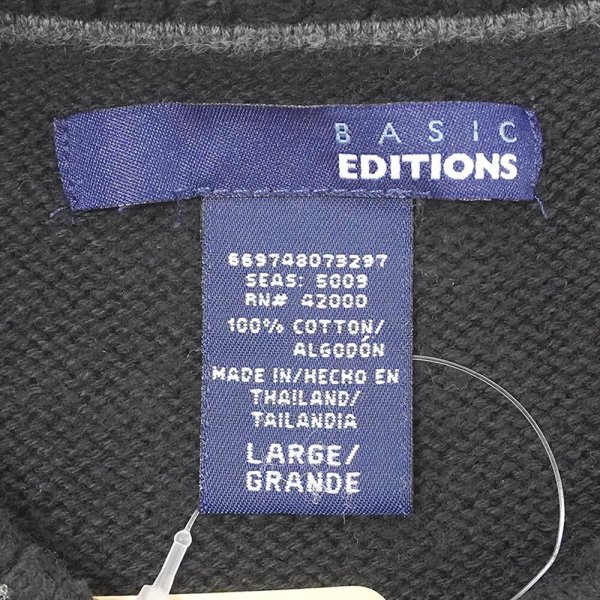 BASIC
EDITIONS
669748073297
SEAS: 5009
RN# 42000
100% COTTON/
ALGODÓN
MADE IN/HECHO EN
THAILAND/
TAILANDIA
LARGE/
GRANDE